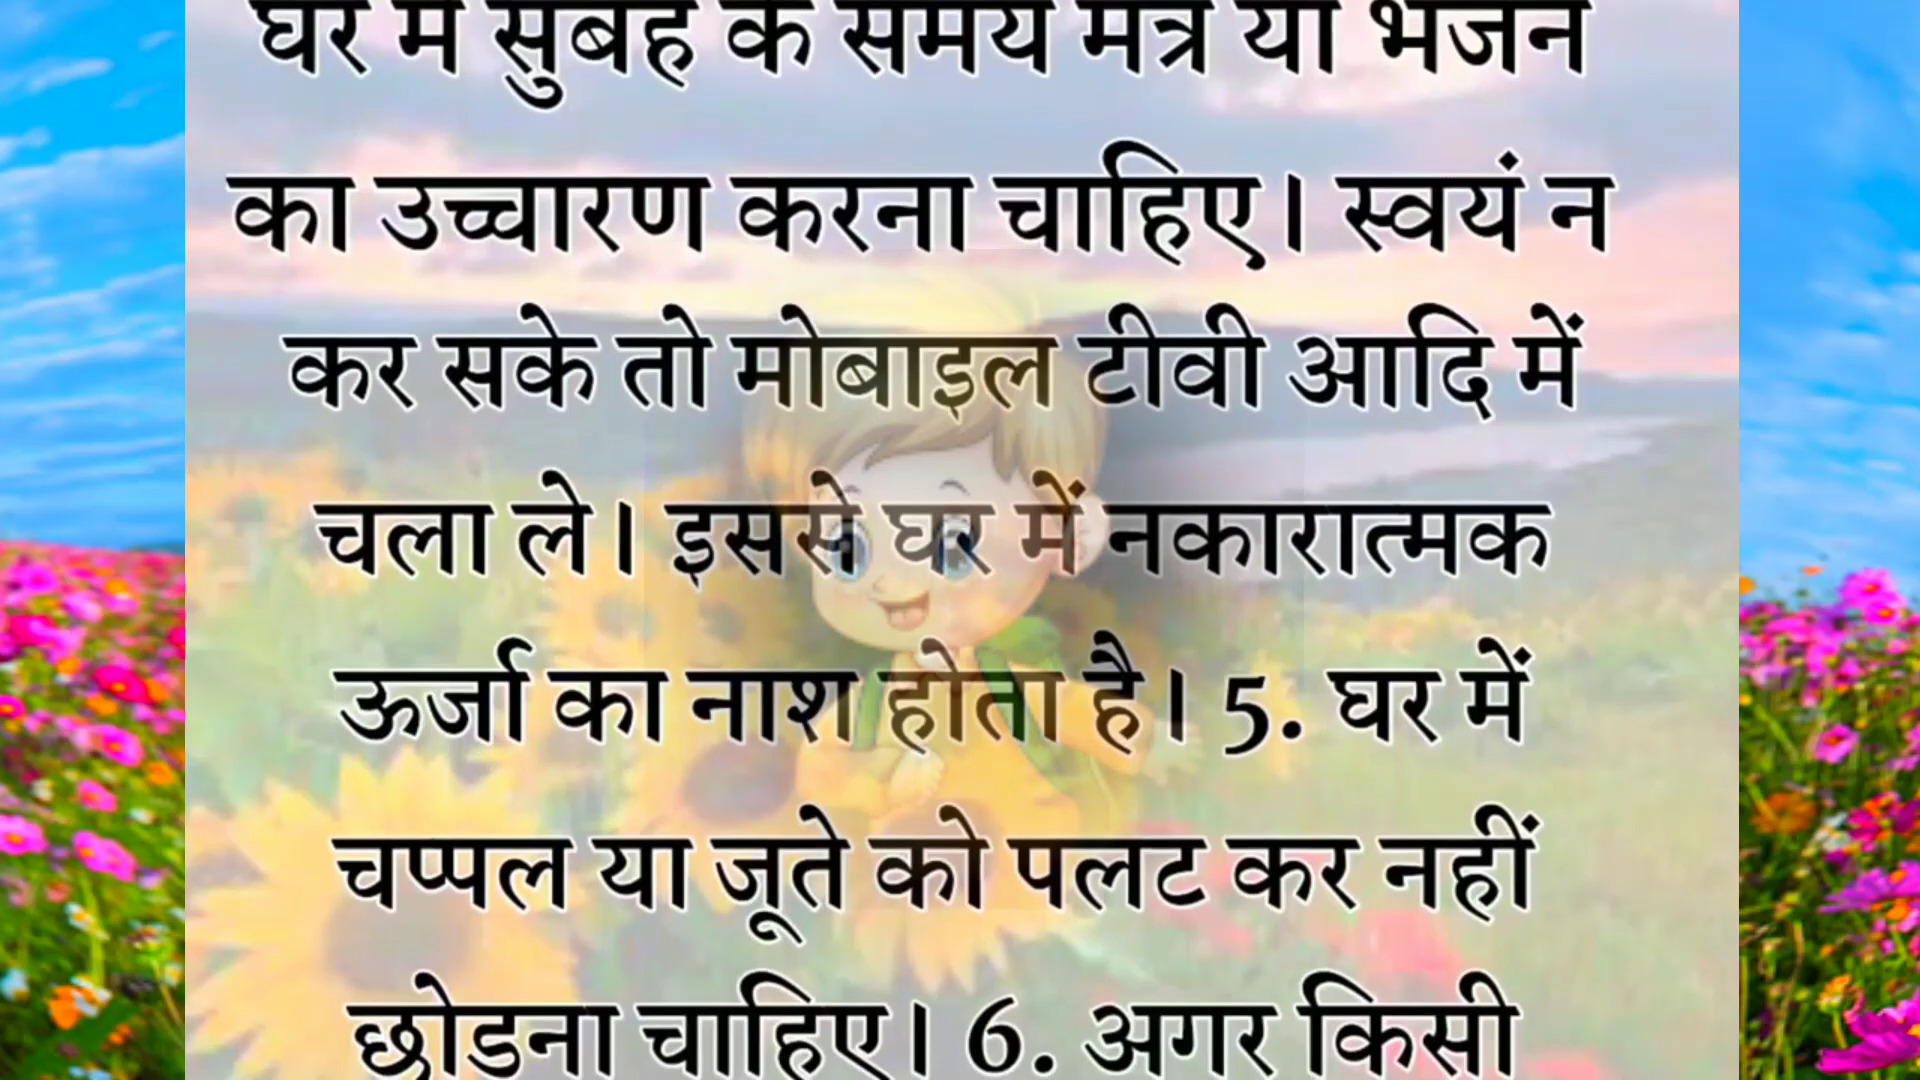 घर में सुबह के समय मंत्र या भजन
का उच्चारण करना चाहिए। स्वयं न
कर सके तो मोबाइल टीवी आदि में
चला ले। इससे घर में नकारात्मक
ऊर्जा का नाश होता है। 5. घर में
चप्पल या जूते को पलट कर नहीं
छोडना चाहिए। 6. अगर किसी